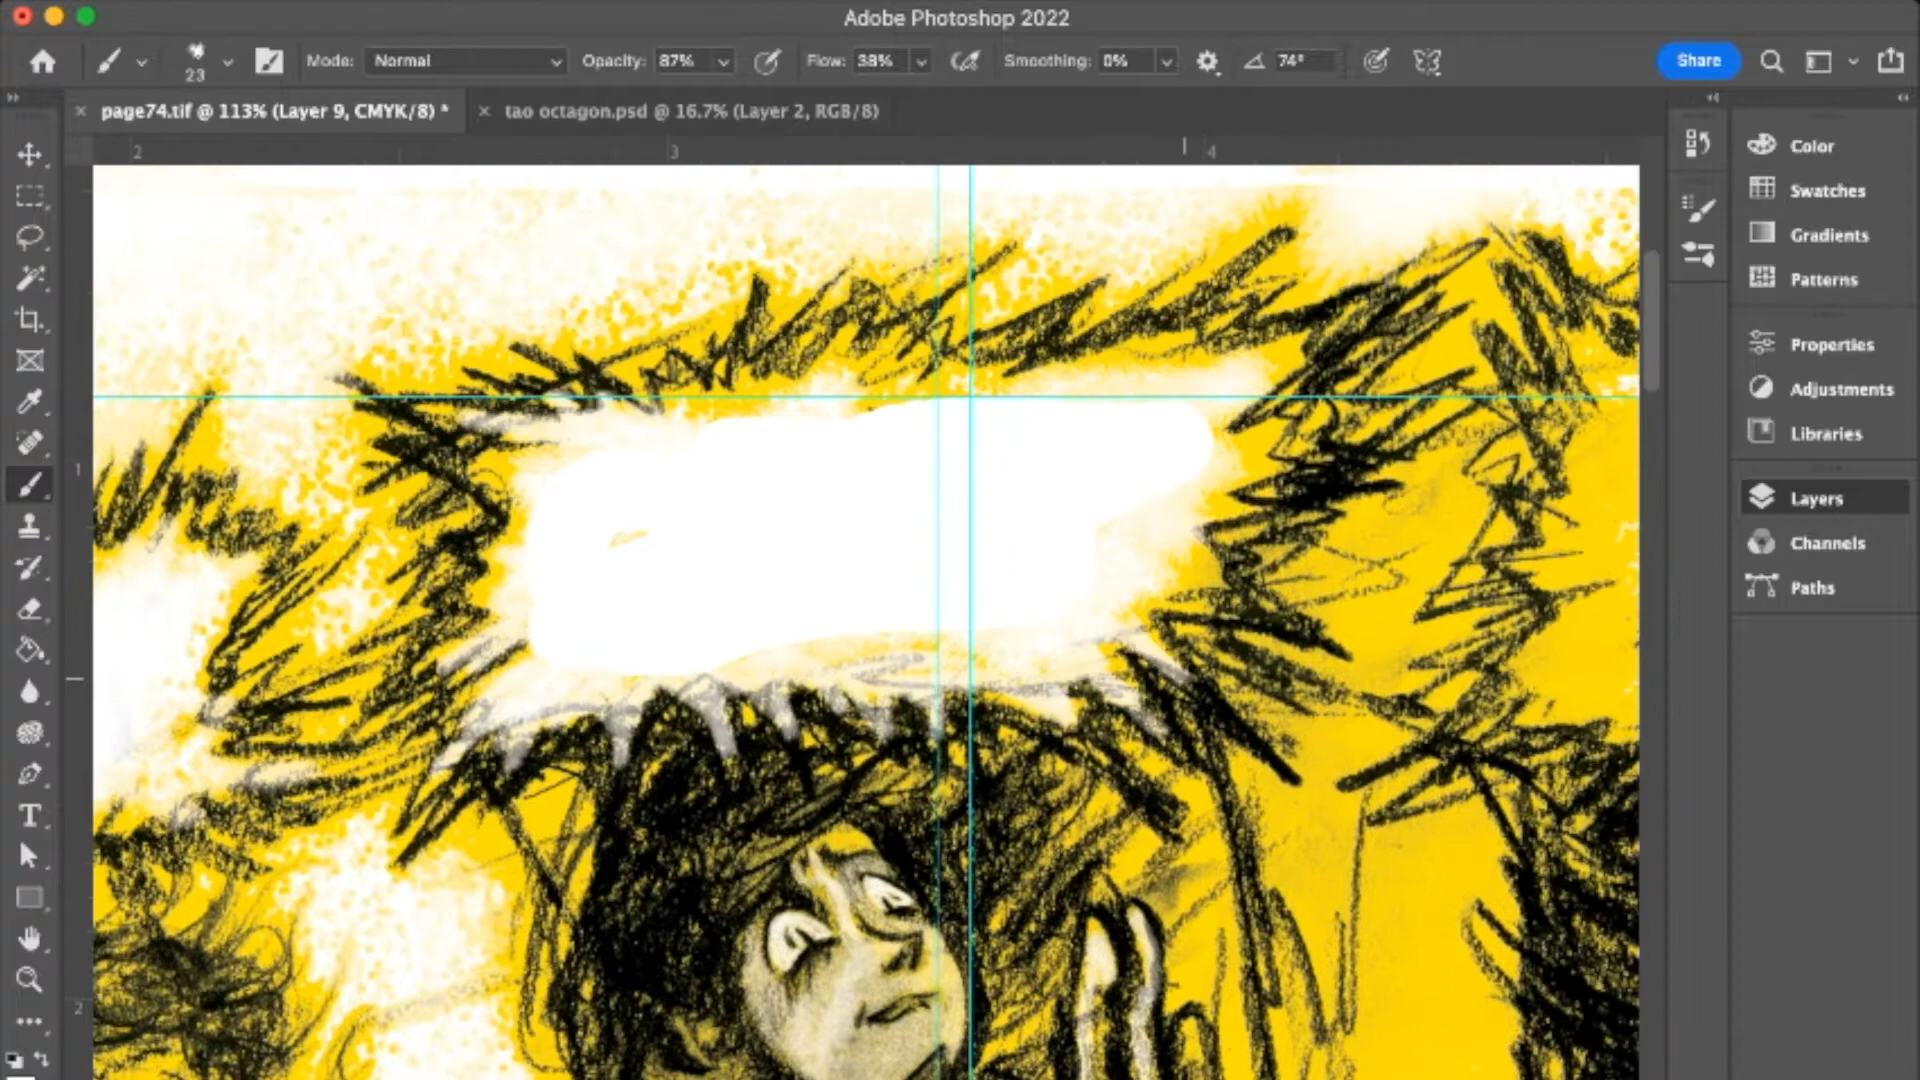 Adobe Photoshop 2022
23 Mode: Normal Opacity: 87% Flow: 38% Smoothing: 0% 74° Share
page74.tif @ 113% (Layer 9, CMYK/8) * tao octagon.psd @ 16.7% (Layer 2, RGB/8)
2 3 4
Color
Swatches
Gradients
Patterns
Properties
Adjustments
Libraries
1
Layers
Channels
Paths
2